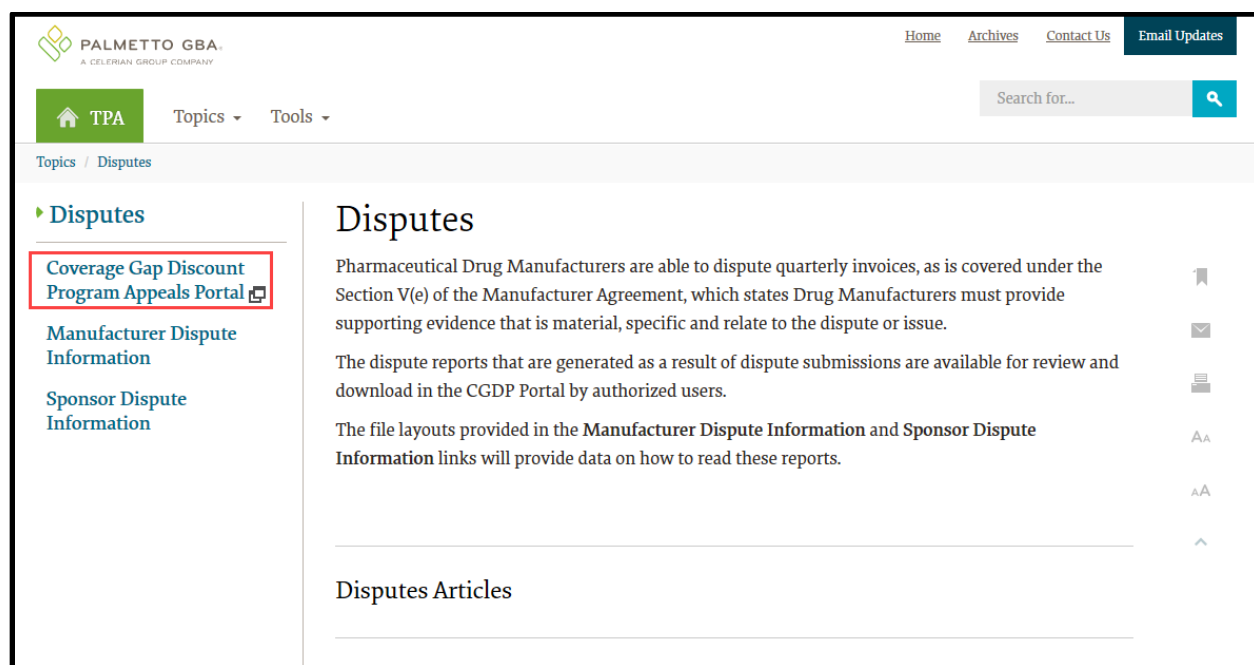 PALMETTO GBA.
A CELERIAN GROUP COMPANY
Home Archives Contact Us Email Updates
TPA Topics Tools
Search for...
Topics / Disputes
Disputes
Coverage Gap Discount
Program Appeals Portal
Manufacturer Dispute
Information
Sponsor Dispute
Information
Disputes
Pharmaceutical Drug Manufacturers are able to dispute quarterly invoices, as is covered under the
Section V(e) of the Manufacturer Agreement, which states Drug Manufacturers must provide
supporting evidence that is material, specific and relate to the dispute or issue.
The dispute reports that are generated as a result of dispute submissions are available for review and
download in the CGDP Portal by authorized users.
The file layouts provided in the Manufacturer Dispute Information and Sponsor Dispute
Information links will provide data on how to read these reports.
AA
AA
Disputes Articles